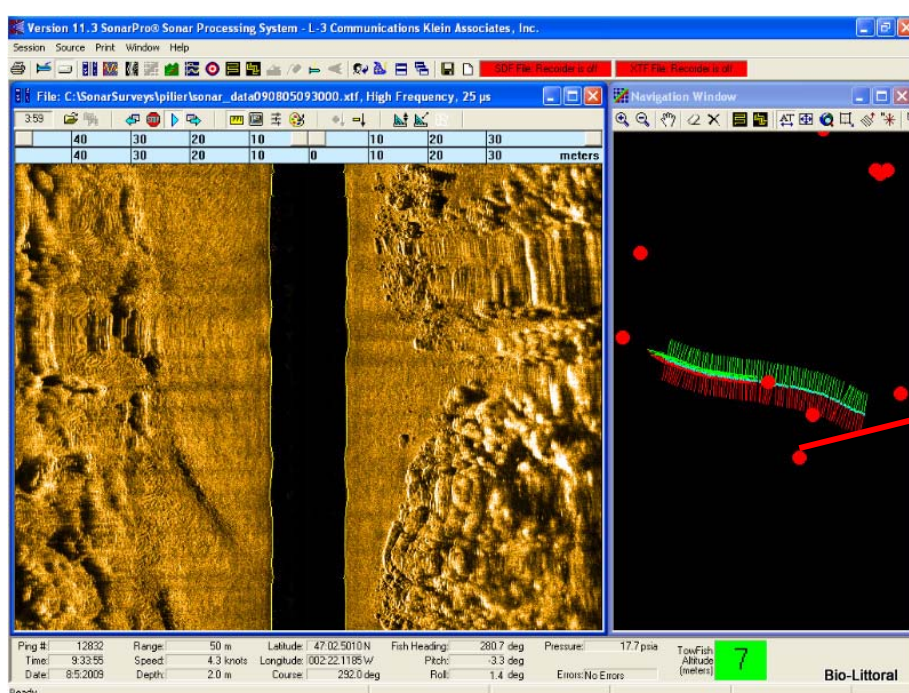 Version 11.3 SonarPro® Sonar Processing System - L-3 Communications Klein Associates, Inc.
Session Source Print Window Help
SDF File: Recorder is off XTF File: Recorder is off
File: C:\SonarSurveys\pilier\sonar_data090805093000.xtf, High Frequency, 25 µs
Navigation Window
3:59
40 30 20 10 10 20 30
40 30 20 10 0 10 20 30 meters
Ping #: 12832 Range: 50 m Latitude: 47:02.5010 N Fish Heading: 280.7 deg Pressure: 17.7 psia
Time: 9:33:55 Speed: 4.3 knots Longitude: 002:22.1185 W Pitch: -3.3 deg
Date: 8:5:2009 Depth: 2.0 m Course: 292.0 deg Roll: 1.4 deg Errors: No Errors
TowFish
Altitude
(meters)
7
Bio-Littoral
Ready